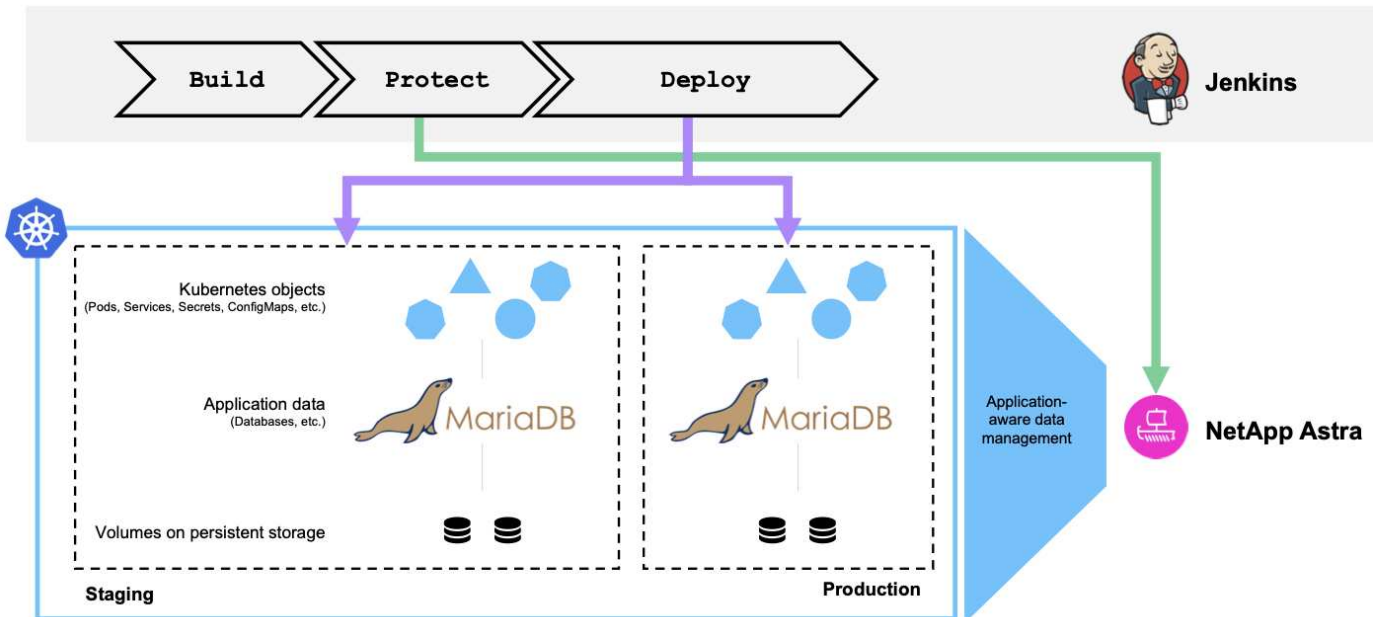 Build
Protect
Deploy
Jenkins
Kubernetes objects
(Pods, Services, Secrets, ConfigMaps, etc.)
Application data
(Databases, etc.)
MariaDB
MariaDB
Application-
aware data
management
NetApp Astra
Volumes on persistent storage
Staging
Production